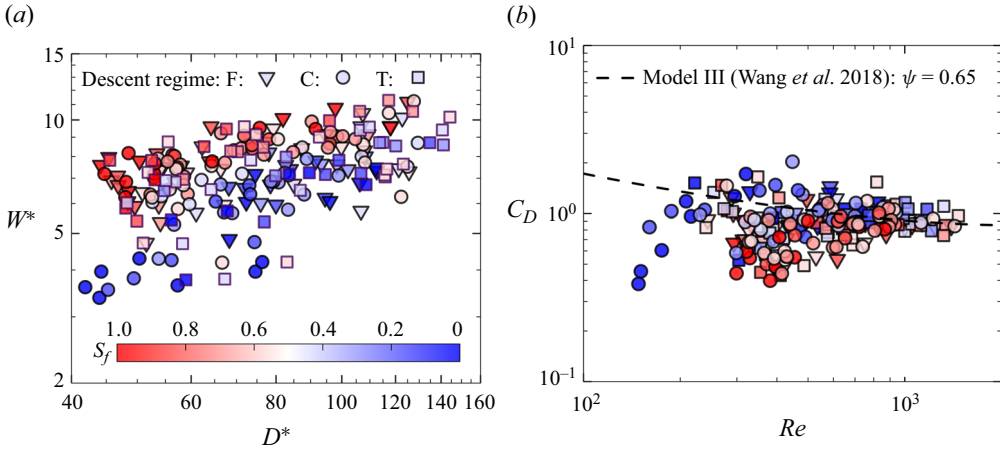 (a)
15
Descent regime: F: C: T:
10
W*
5
1.0 0.8 0.6 0.4 0.2 0
S_f
2
40 60 80 100 120 140 160
D*
(b)
10^1
Model III (Wang et al. 2018): ψ = 0.65
C_D
10^0
10^−1
10^2 10^3
Re